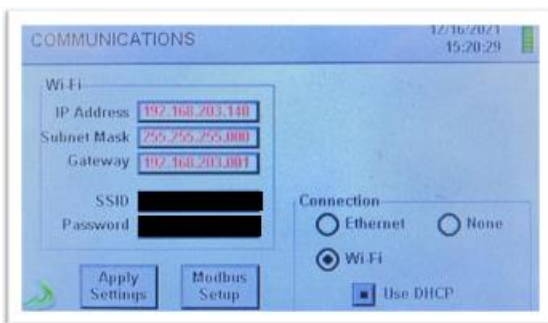 COMMUNICATIONS
12/16/2021
15:20:29
Wi-Fi
IP Address 192.168.203.140
Subnet Mask 255.255.255.000
Gateway 192.168.203.001
SSID
Password
Connection
Ethernet None
Wi-Fi
Use DHCP
Apply Settings
Modbus Setup